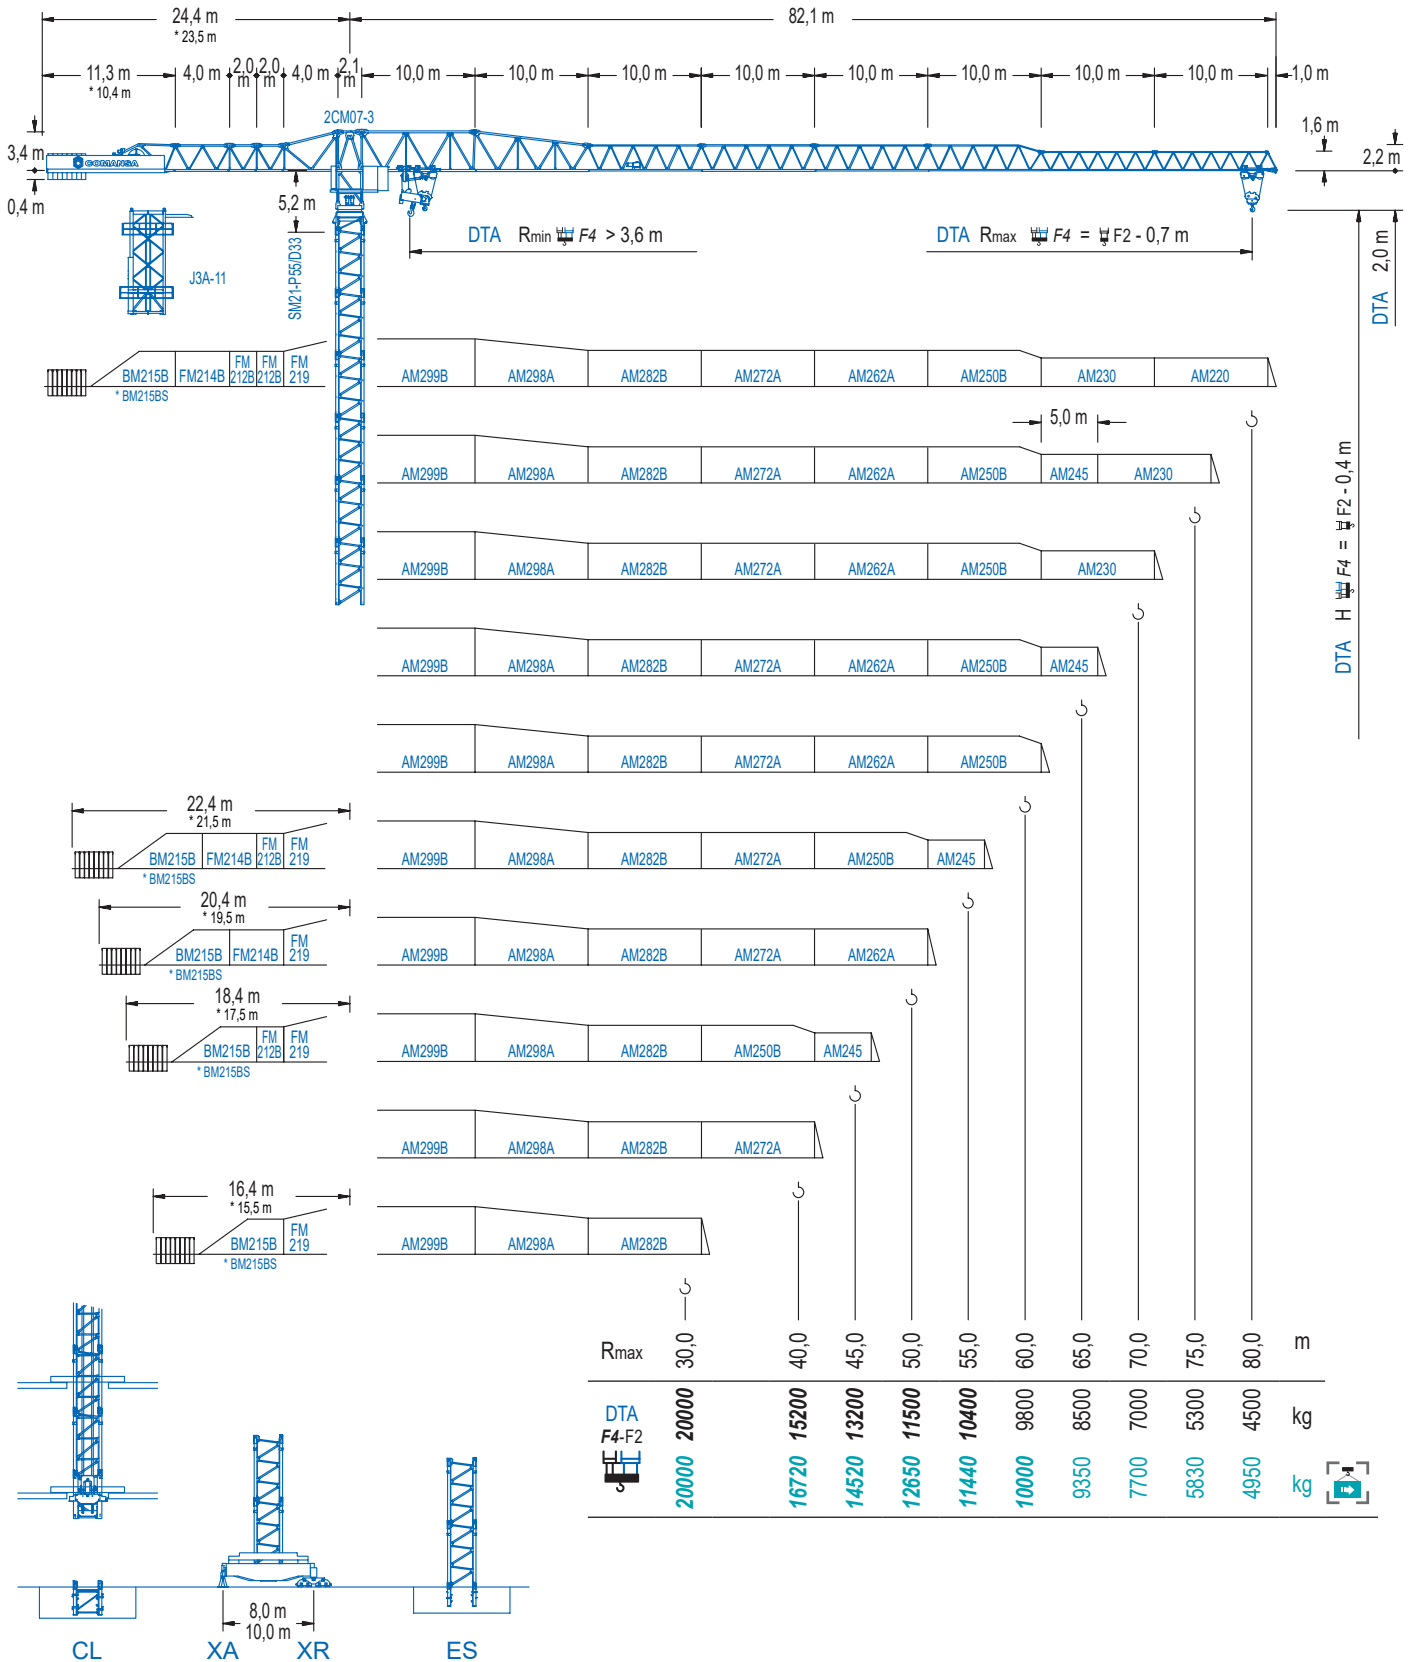 24,4 m
* 23,5 m
82,1 m
11,3 m
* 10,4 m
4,0 m
2,0 m
2,0 m
4,0 m
2,1 m
10,0 m
10,0 m
10,0 m
10,0 m
10,0 m
10,0 m
10,0 m
10,0 m
1,0 m
2CM07-3
3,4 m
COMANSA
1,6 m
2,2 m
0,4 m
5,2 m
DTA Rmin F4 > 3,6 m
DTA Rmax F4 = F2 - 0,7 m
DTA 2,0 m
J3A-11
SM21-P55/D33
BM215B FM214B FM 212B FM 212B FM 219
* BM215BS
AM299B AM298A AM282B AM272A AM262A AM250B AM230 AM220
5,0 m
AM299B AM298A AM282B AM272A AM262A AM250B AM245 AM230
DTA H F4 = F2 - 0,4 m
AM299B AM298A AM282B AM272A AM262A AM250B AM230
AM299B AM298A AM282B AM272A AM262A AM250B AM245
AM299B AM298A AM282B AM272A AM262A AM250B
22,4 m
* 21,5 m
BM215B FM214B FM 212B FM 219
* BM215BS
AM299B AM298A AM282B AM272A AM250B AM245
20,4 m
* 19,5 m
BM215B FM214B FM 219
* BM215BS
AM299B AM298A AM282B AM272A AM262A
18,4 m
* 17,5 m
BM215B FM 212B FM 219
* BM215BS
AM299B AM298A AM282B AM250B AM245
AM299B AM298A AM282B AM272A
16,4 m
* 15,5 m
BM215B FM 219
* BM215BS
AM299B AM298A AM282B
Rmax 30,0 40,0 45,0 50,0 55,0 60,0 65,0 70,0 75,0 80,0 m
DTA
F4-F2
20000 15200 13200 11500 10400 9800 8500 7000 5300 4500 kg
20000 16720 14520 12650 11440 10000 9350 7700 5830 4950 kg
8,0 m
10,0 m
CL XA XR ES